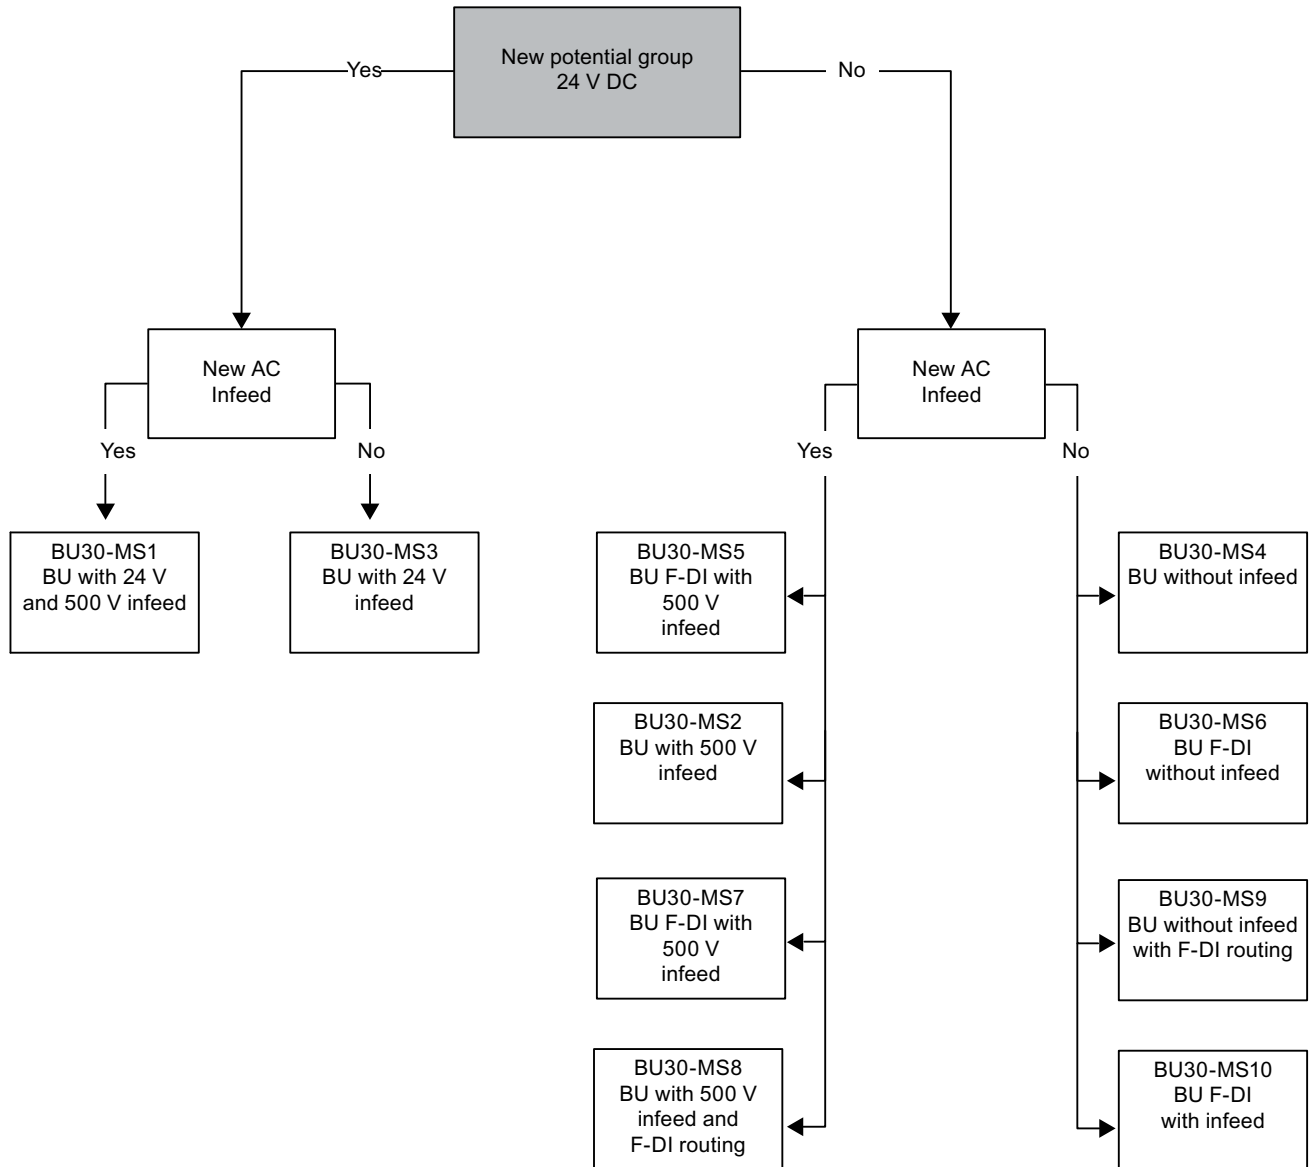 New potential group
24 V DC
Yes
No
New AC
Infeed
Yes
No
BU30-MS1
BU with 24 V
and 500 V infeed
BU30-MS3
BU with 24 V
infeed
New AC
Infeed
Yes
No
BU30-MS5
BU F-DI with
500 V
infeed
BU30-MS2
BU with 500 V
infeed
BU30-MS7
BU F-DI with
500 V
infeed
BU30-MS8
BU with 500 V
infeed and
F-DI routing
BU30-MS4
BU without infeed
BU30-MS6
BU F-DI
without infeed
BU30-MS9
BU without infeed
with F-DI routing
BU30-MS10
BU F-DI
with infeed